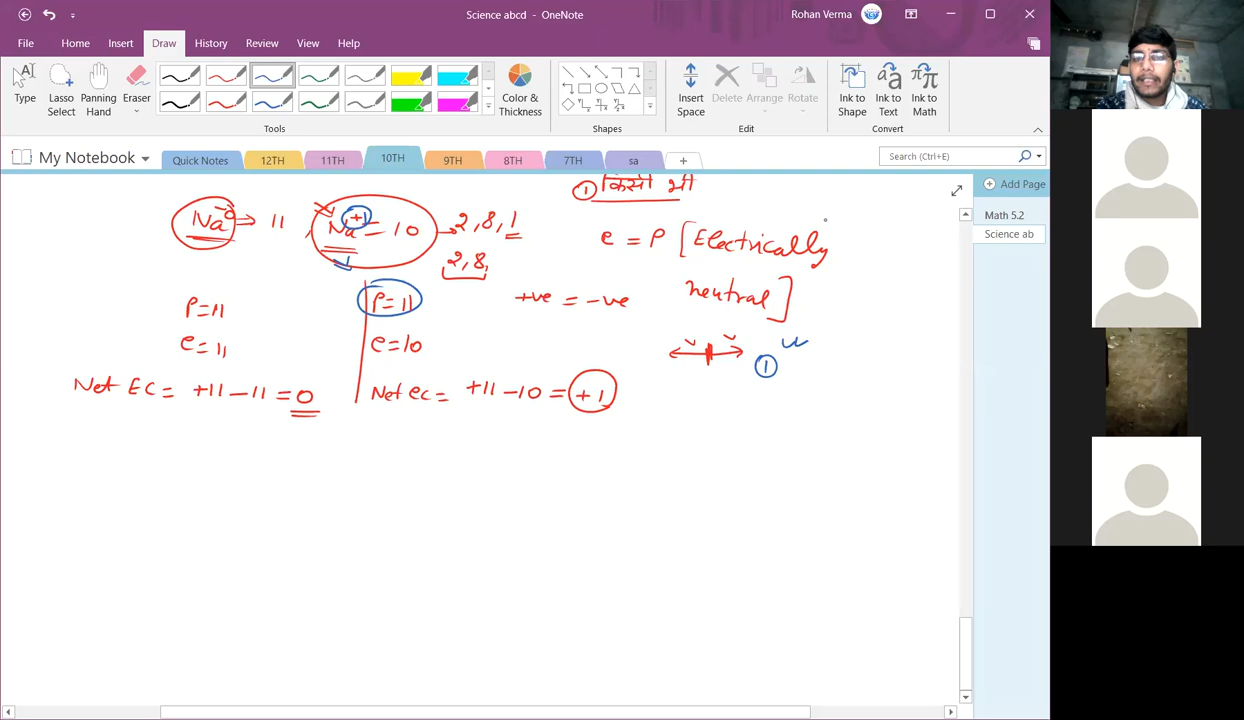 Science abcd - OneNote
Rohan Verma
File Home Insert Draw History Review View Help
Type
Lasso Select
Panning Hand
Eraser
Color & Thickness
Insert Space
Delete
Arrange
Rotate
Ink to Shape
Ink to Text
Ink to Math
Tools
Shapes
Edit
Convert
My Notebook
Quick Notes 12TH 11TH 10TH 9TH 8TH 7TH sa +
Search (Ctrl+E)
Add Page
Math 5.2
Science ab
① किसी भी
Na → 11 , Na+1 = 10 → 2,8,1
2,8,
e = P [Electrically
neutral]
P=11
P=11
+ve = -ve
e=11
e=10
①
Net EC = +11-11=0
Net EC = +11-10=+1